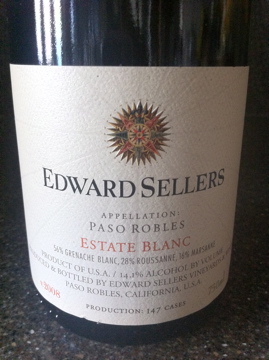 EDWARD SELLERS
APPELLATION:
PASO ROBLES
ESTATE BLANC
56% GRENACHE BLANC, 28% ROUSSANNE, 16% MARSANNE
PRODUCT OF U.S.A. / 14.1% ALCOHOL BY VOLUME
& BOTTLED BY EDWARD SELLERS VINEYARDS
2008 PASO ROBLES, CALIFORNIA, U.S.A.
PRODUCTION: 147 CASES